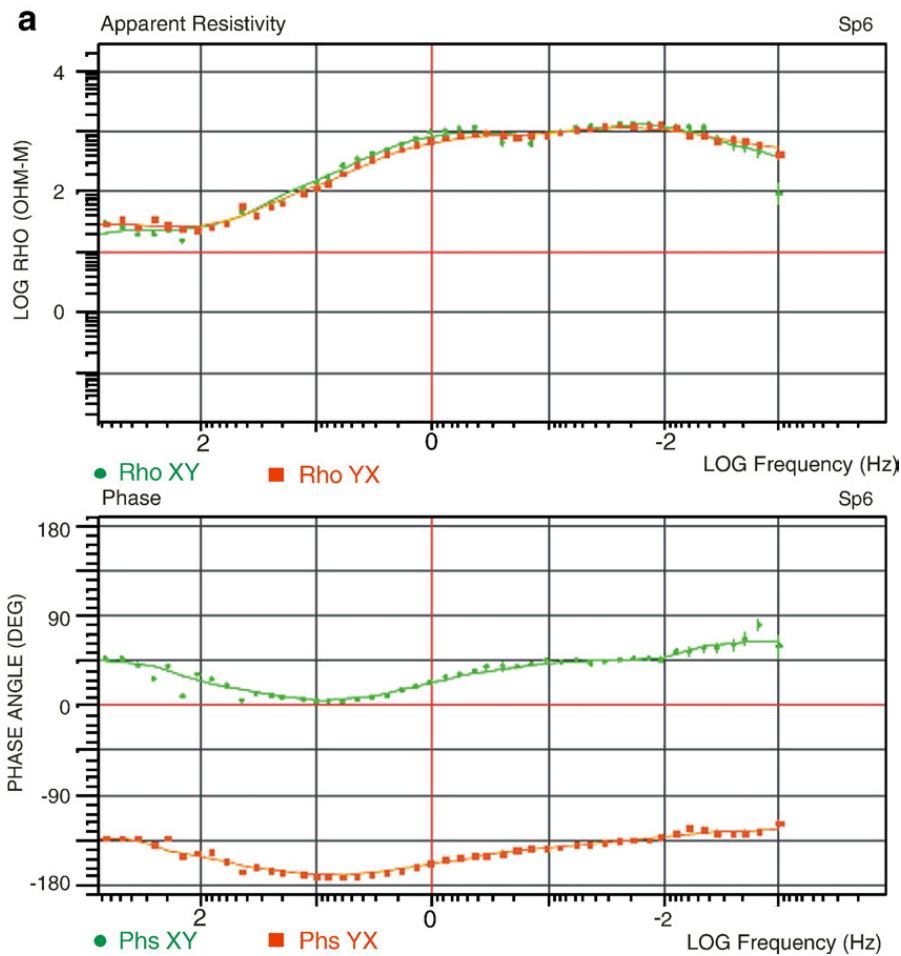 a
Apparent Resistivity Sp6
LOG RHO (OHM-M)
4
2
0
2 0 -2
LOG Frequency (Hz)
Rho XY Rho YX
Phase Sp6
PHASE ANGLE (DEG)
180
90
0
-90
-180
2 0 -2
LOG Frequency (Hz)
Phs XY Phs YX